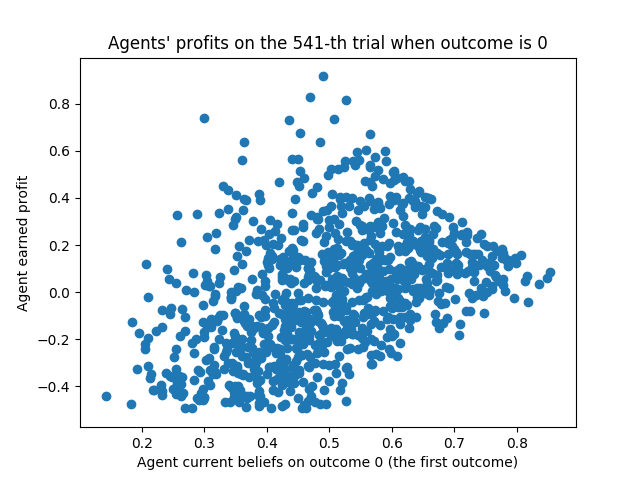 Agents' profits on the 541-th trial when outcome is 0
Agent earned profit
0.8
0.6
0.4
0.2
0.0
−0.2
−0.4
0.2 0.3 0.4 0.5 0.6 0.7 0.8
Agent current beliefs on outcome 0 (the first outcome)